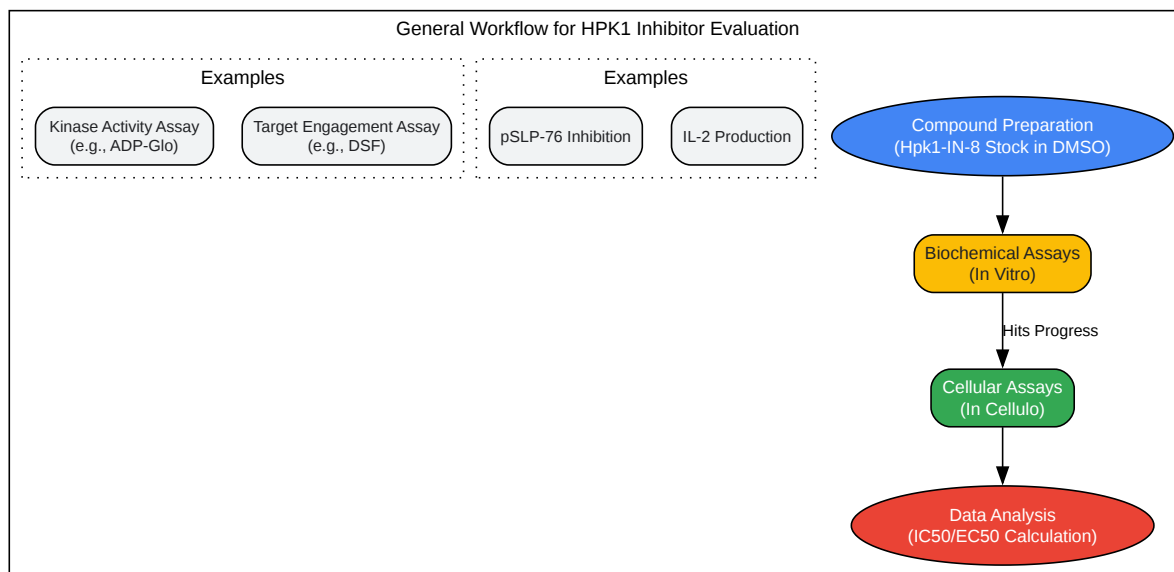 General Workflow for HPK1 Inhibitor Evaluation
Examples
Kinase Activity Assay
(e.g., ADP-Glo)
Target Engagement Assay
(e.g., DSF)
Examples
pSLP-76 Inhibition
IL-2 Production
Compound Preparation
(Hpk1-IN-8 Stock in DMSO)
Biochemical Assays
(In Vitro)
Hits Progress
Cellular Assays
(In Cellulo)
Data Analysis
(IC50/EC50 Calculation)